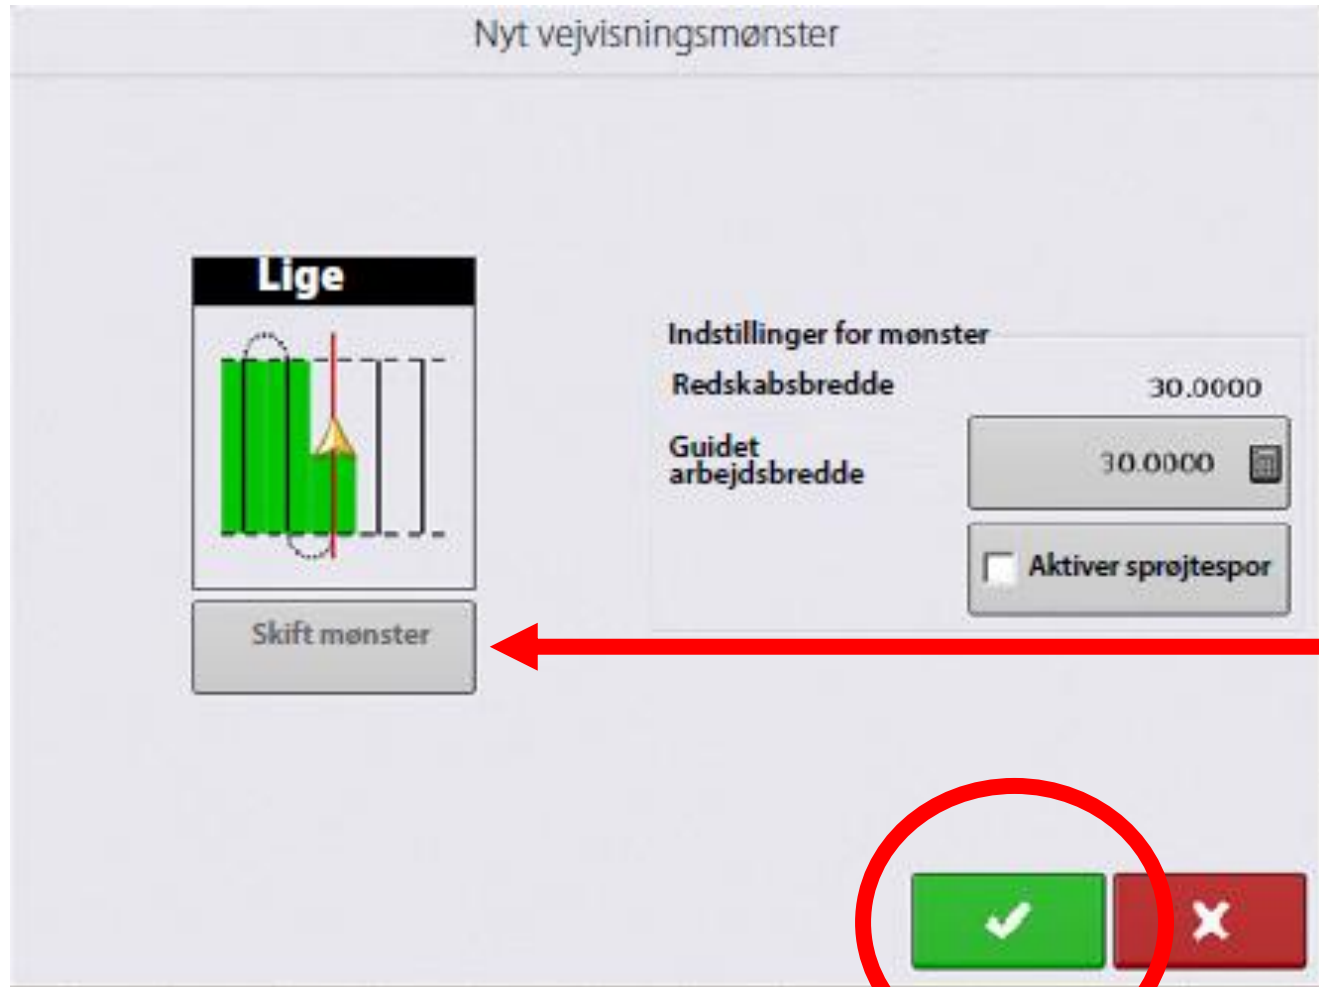 Nyt vejvisningsmønster
Lige
Skift mønster
Indstillinger for mønster
Redskabsbredde 30.0000
Guidet
arbejdsbredde
30.0000
Aktiver sprøjtespor